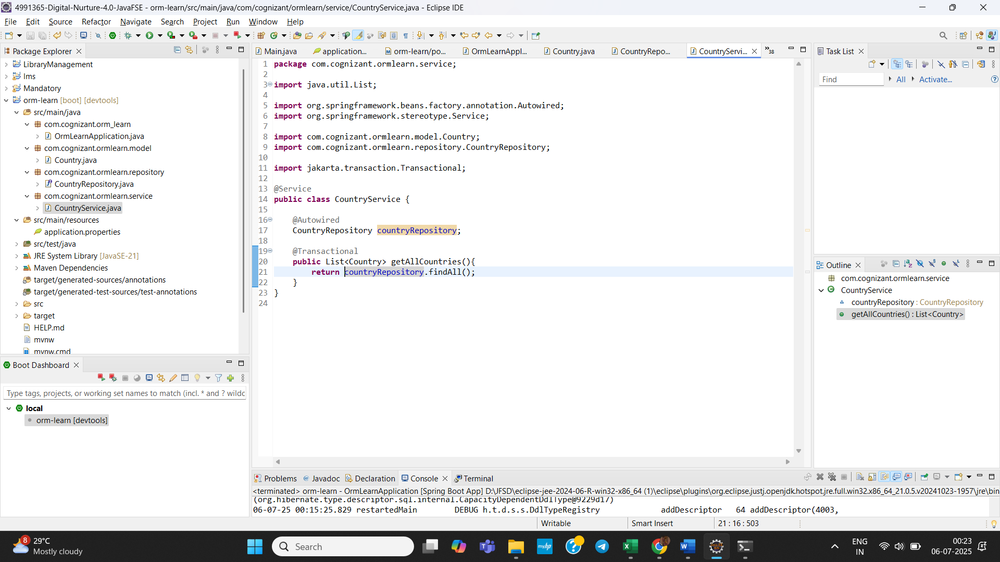 4991365-Digital-Nurture-4.0-JavaFSE - orm-learn/src/main/java/com/cognizant/ormlearn/service/CountryService.java - Eclipse IDE
File Edit Source Refactor Navigate Search Project Run Window Help
Package Explorer
LibraryManagement
lms
Mandatory
orm-learn [boot] [devtools]
src/main/java
com.cognizant.orm_learn
OrmLearnApplication.java
com.cognizant.ormlearn.model
Country.java
com.cognizant.ormlearn.repository
CountryRepository.java
com.cognizant.ormlearn.service
CountryService.java
src/main/resources
application.properties
src/test/java
JRE System Library [JavaSE-21]
Maven Dependencies
target/generated-sources/annotations
target/generated-test-sources/test-annotations
src
target
HELP.md
mvnw
mvnw.cmd
Boot Dashboard
Type tags, projects, or working set names to match (incl. * and ? wildc
local
orm-learn [devtools]
Main.java application... orm-learn/po... OrmLearnAppl... Country.java CountryRepo... CountryServi... 38
1 package com.cognizant.ormlearn.service;
2
3 import java.util.List;
4
5 import org.springframework.beans.factory.annotation.Autowired;
6 import org.springframework.stereotype.Service;
7
8 import com.cognizant.ormlearn.model.Country;
9 import com.cognizant.ormlearn.repository.CountryRepository;
10
11 import jakarta.transaction.Transactional;
12
13 @Service
14 public class CountryService {
15
16 @Autowired
17 CountryRepository countryRepository;
18
19 @Transactional
20 public List<Country> getAllCountries(){
21 return countryRepository.findAll();
22 }
23 }
24
Task List
Find All Activate...
Outline
com.cognizant.ormlearn.service
CountryService
countryRepository : CountryRepository
getAllCountries() : List<Country>
Problems Javadoc Declaration Console Terminal
<terminated> orm-learn - OrmLearnApplication [Spring Boot App] D:\JFSD\eclipse-jee-2024-06-R-win32-x86_64 (1)\eclipse\plugins\org.eclipse.justj.openjdk.hotspot.jre.full.win32.x86_64_21.0.5.v20241023-1957\jre\bin
(org.hibernate.type.descriptor.sql.internal.CapacityDependentDdlType@9229d17)
06-07-25 00:15:25.829 restartedMain DEBUG h.t.d.s.s.DdlTypeRegistry addDescriptor 64 addDescriptor(4003,
Writable Smart Insert 21 : 16 : 503
8
29°C
Mostly cloudy
Search
ENG
IN
00:23
06-07-2025